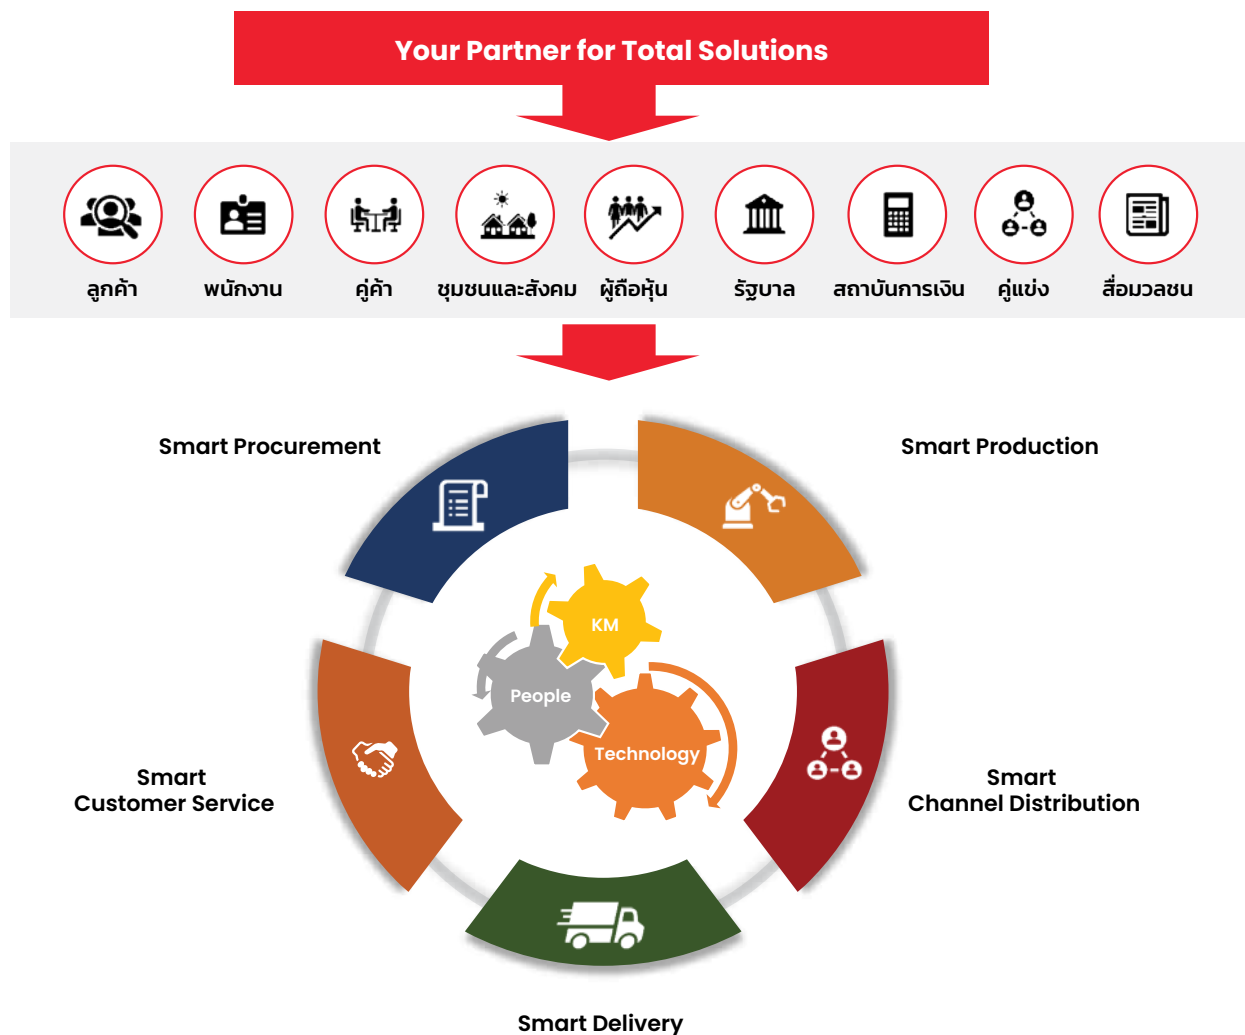 Your Partner for Total Solutions
ลูกค้า
พนักงาน
คู่ค้า
ชุมชนและสังคม
ผู้ถือหุ้น
รัฐบาล
สถาบันการเงิน
คู่แข่ง
สื่อมวลชน
Smart Procurement
Smart Production
KM
People
Technology
Smart
Customer Service
Smart
Channel Distribution
Smart Delivery